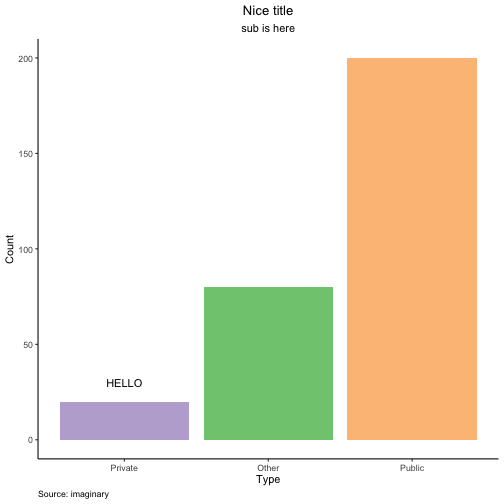 Nice title
sub is here
200
150
100
50
0
Count
HELLO
Private Other Public
Type
Source: imaginary